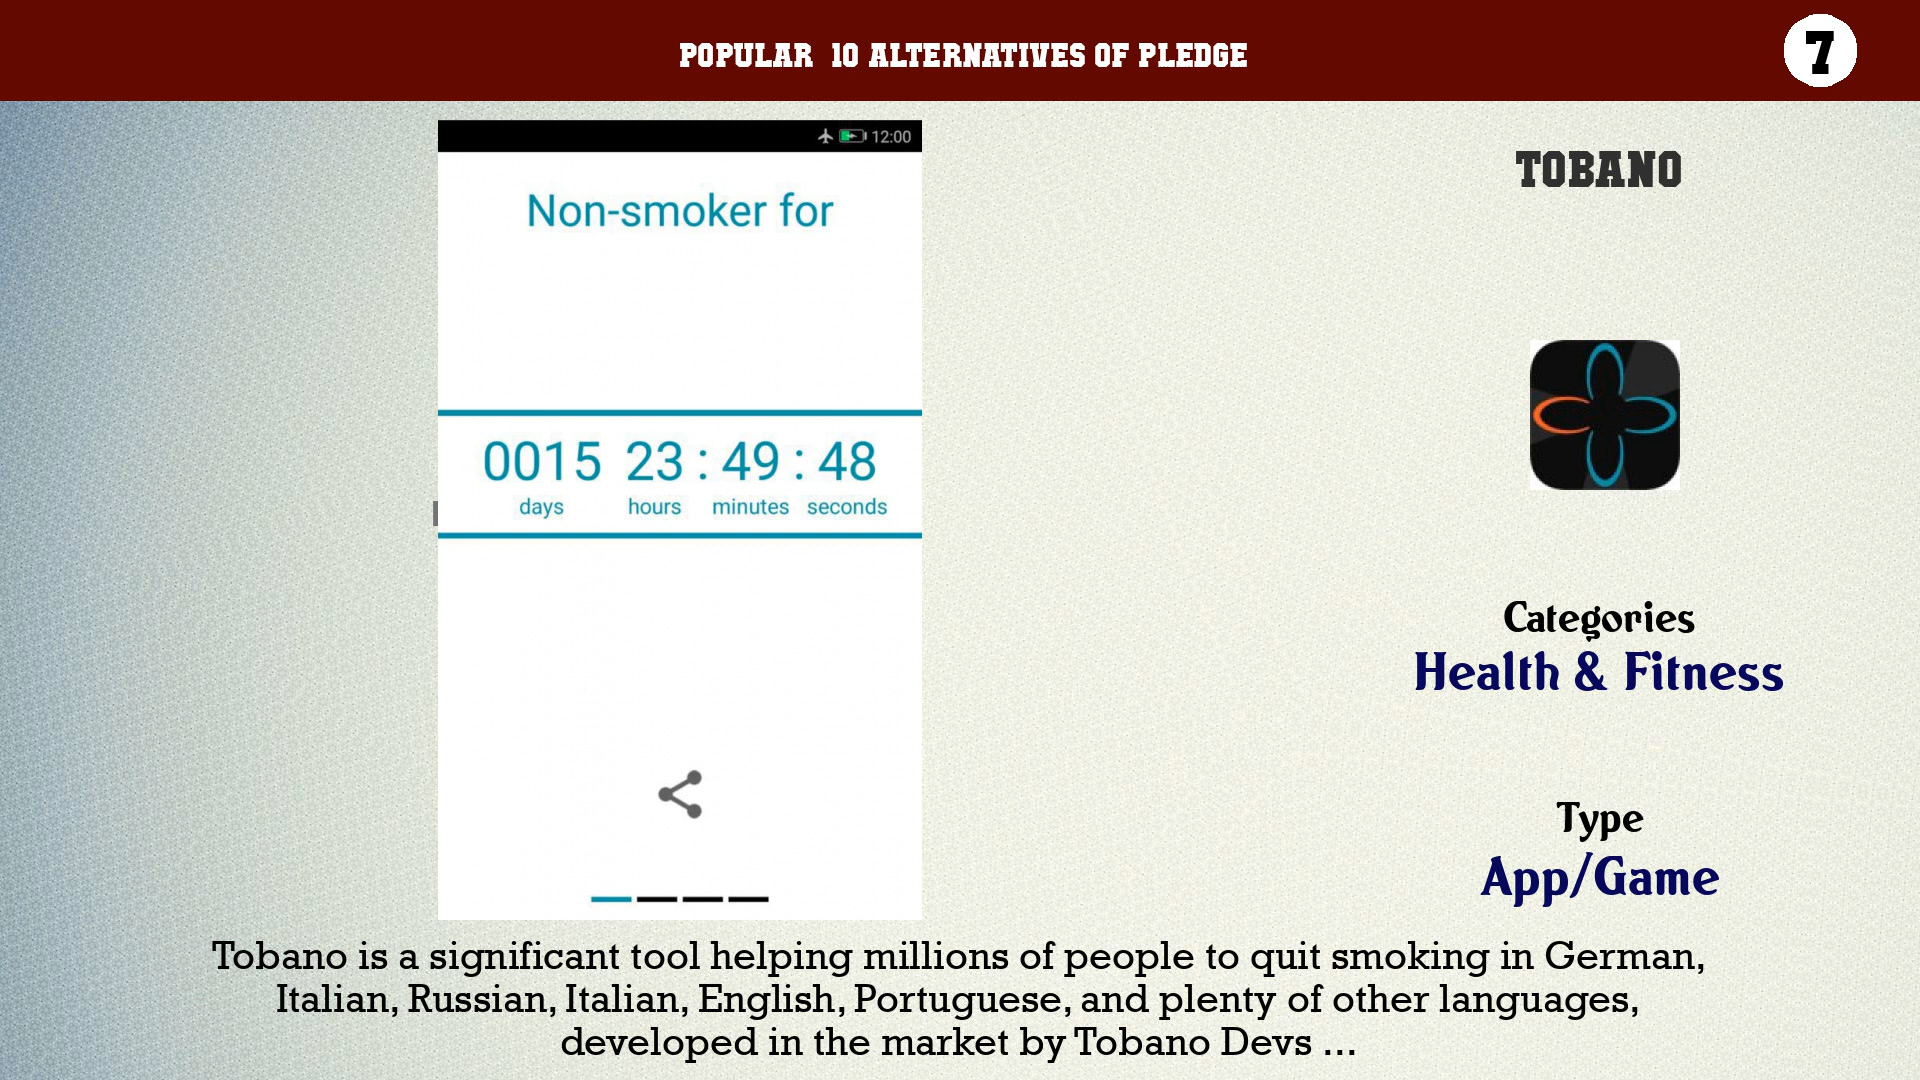 POPULAR 10 ALTERNATIVES OF PLEDGE
7
12:00
Non-smoker for
0015 23 : 49 : 48
days hours minutes seconds
TOBANO
Categories
Health & Fitness
Type
App/Game
Tobano is a significant tool helping millions of people to quit smoking in German,
Italian, Russian, Italian, English, Portuguese, and plenty of other languages,
developed in the market by Tobano Devs ...